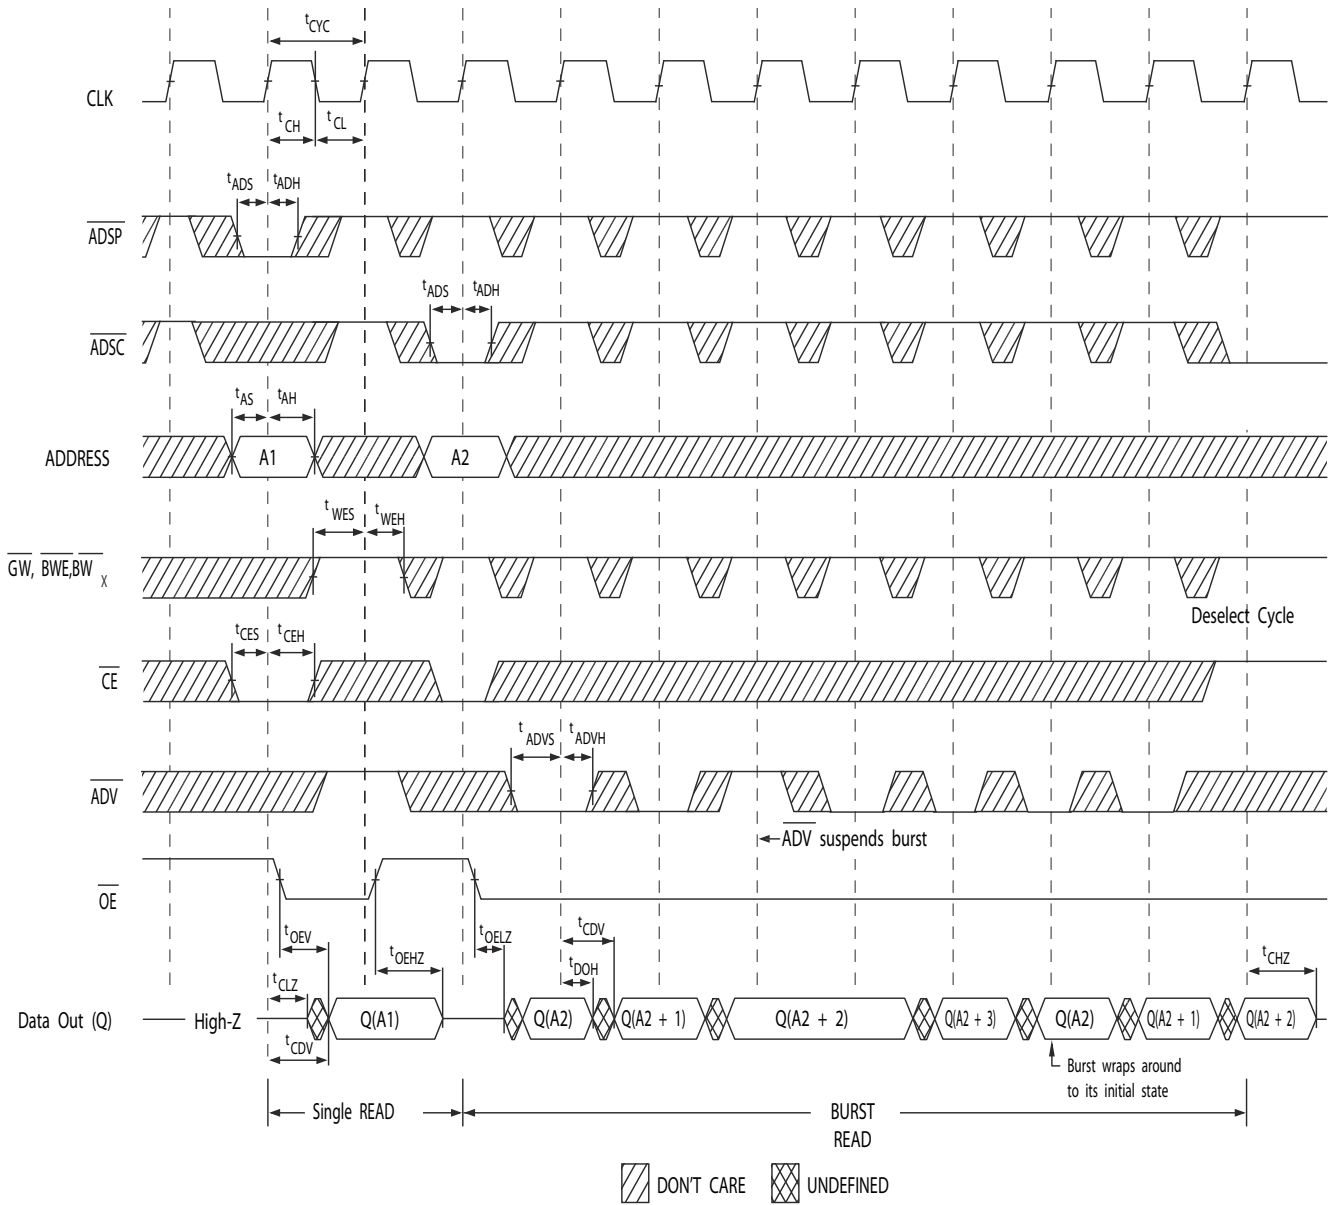 tCYC
CLK
tCH tCL
tADS tADH
ADSP
tADS tADH
ADSC
tAS tAH
ADDRESS A1 A2
tWES tWEH
GW, BWE,BW X
Deselect Cycle
tCES tCEH
CE
tADVS tADVH
ADV
ADV suspends burst
OE
tOEV tOEHZ tOELZ tCDV tCHZ
tCLZ tDOH
Data Out (Q) High-Z Q(A1) Q(A2) Q(A2 + 1) Q(A2 + 2) Q(A2 + 3) Q(A2) Q(A2 + 1) Q(A2 + 2)
tCDV
Burst wraps around
to its initial state
Single READ BURST
READ
DON'T CARE UNDEFINED